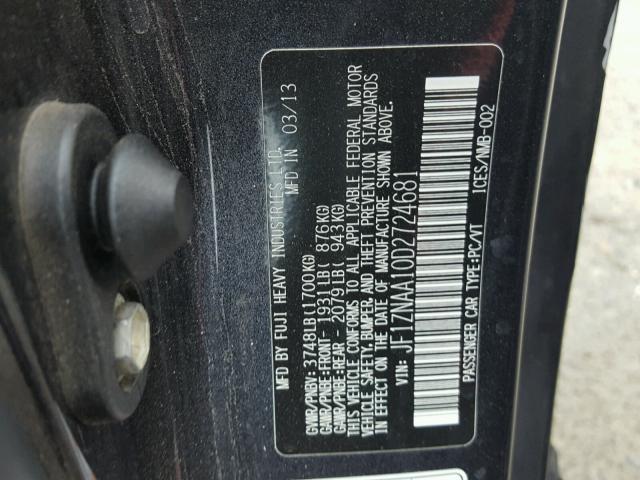 MFD BY FUJI HEAVY INDUSTRIES LTD.
MFD IN 03/13
GVWR/PNBV- 3748LB(1700KG)
GAWR/PNBE:FRONT- 1931LB( 876KG)
GAWR/PNBE:REAR- 2079LB( 943KG)
THIS VEHICLE CONFORMS TO ALL APPLICABLE FEDERAL MOTOR
VEHICLE SAFETY,BUMPER,AND THEFT PREVENTION STANDARDS
IN EFFECT ON THE DATE OF MANUFACTURE SHOWN ABOVE.
VIN: JF1ZNAA10D2724681
PASSENGER CAR TYPE:PC/VT
ICES/NMB-002